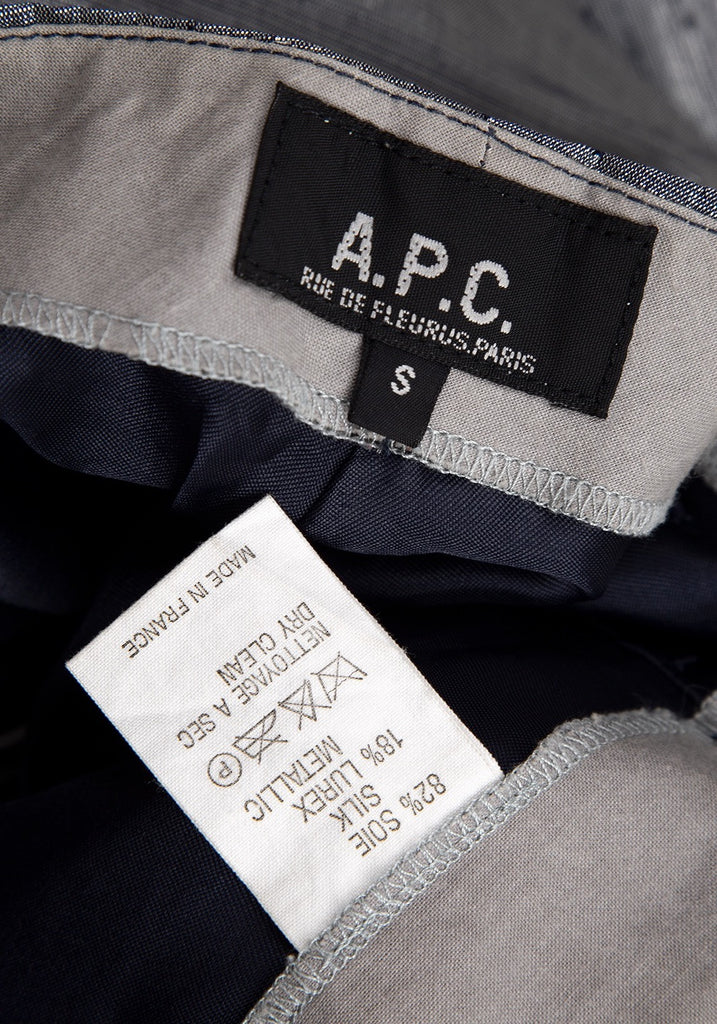 A.P.C.
RUE DE FLEURUS.PARIS
S
82% SOIE
SILK
18% LUREX
METALLIC
P
NETTOYAGE A SEC
DRY CLEAN
MADE IN FRANCE